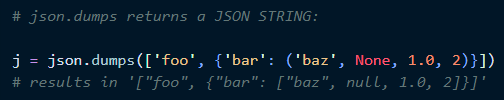 # json.dumps returns a JSON STRING:
j = json.dumps(['foo', {'bar': ('baz', None, 1.0, 2)}])
# results in '["foo", {"bar": ["baz", null, 1.0, 2]}]'